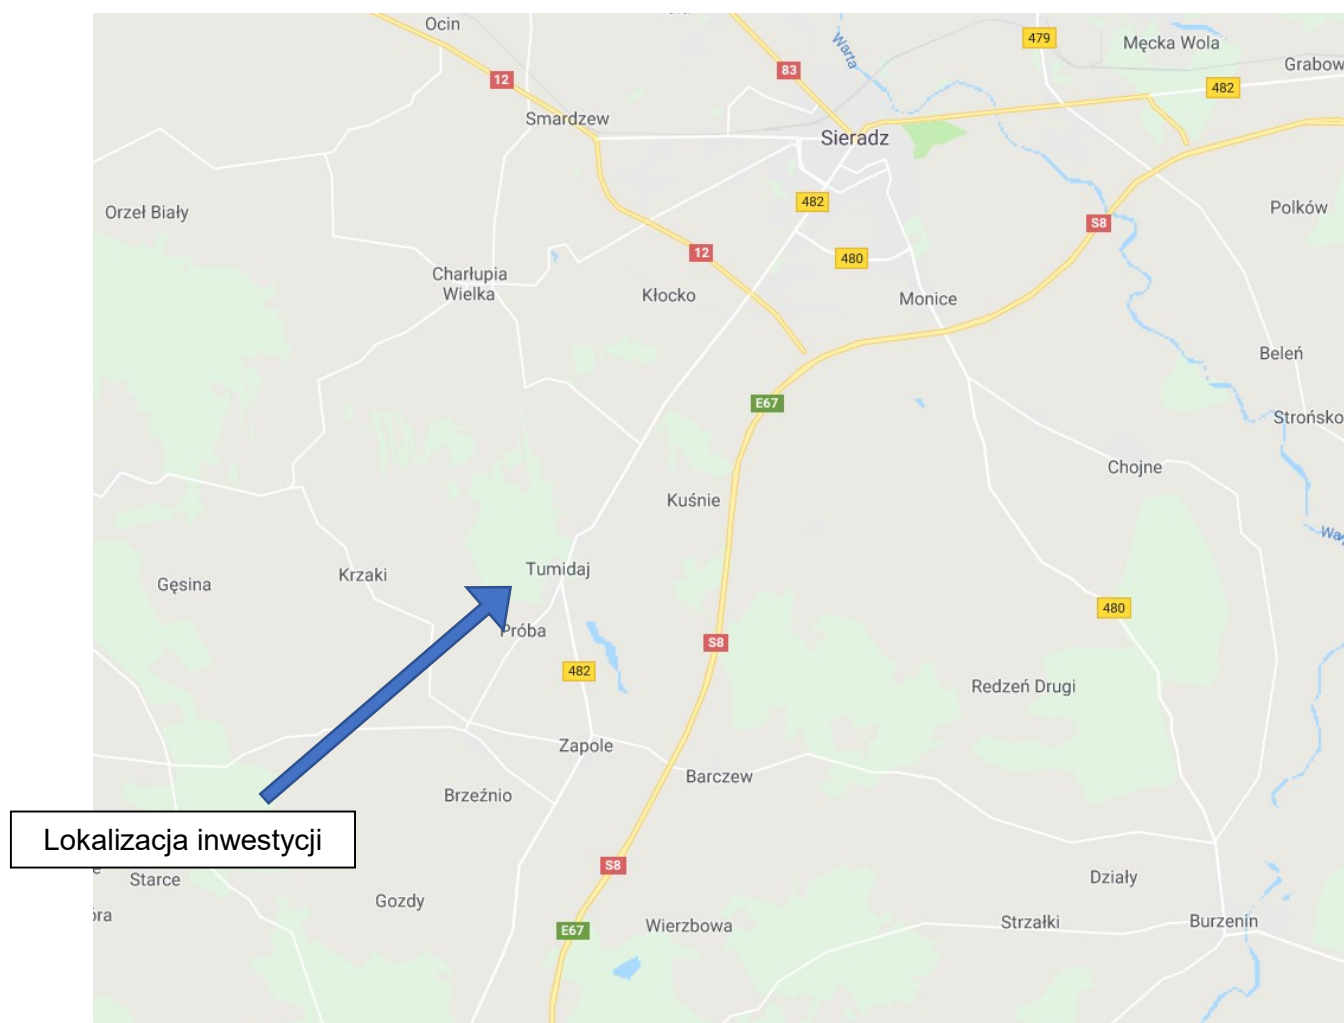 Ocin
Warta
479
Męcka Wola
Grabow
12
83
482
Smardzew
Sieradz
Orzeł Biały
482
Polków
S8
12
480
Charłupia
Wielka
Kłocko
Monice
Beleń
E67
Strońsko
Chojne
Kuśnie
Tumidaj
Krzaki
Gęsina
480
Próba
S8
482
Redzeń Drugi
Zapole
Barczew
Brzeźnio
Lokalizacja inwestycji
S8
Starce
Działy
Gozdy
óra
Wierzbowa
Strzałki
Burzenin
E67